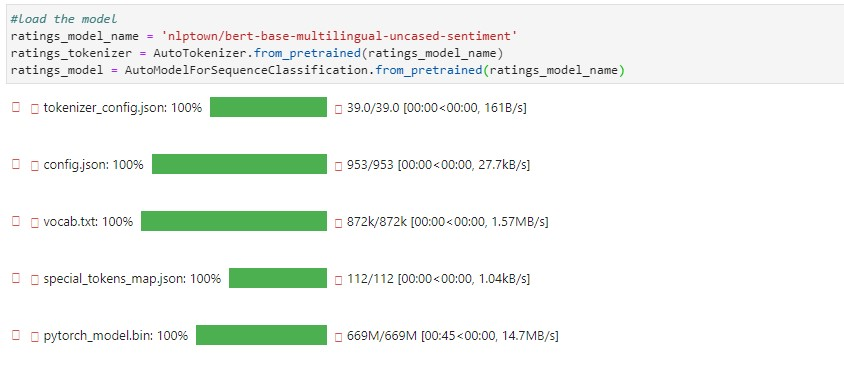 #load the model
ratings_model_name = 'nlptown/bert-base-multilingual-uncased-sentiment'
ratings_tokenizer = AutoTokenizer.from_pretrained(ratings_model_name)
ratings_model = AutoModelForSequenceClassification.from_pretrained(ratings_model_name)
tokenizer_config.json: 100% 39.0/39.0 [00:00<00:00, 161B/s]
config.json: 100% 953/953 [00:00<00:00, 27.7kB/s]
vocab.txt: 100% 872k/872k [00:00<00:00, 1.57MB/s]
special_tokens_map.json: 100% 112/112 [00:00<00:00, 1.04kB/s]
pytorch_model.bin: 100% 669M/669M [00:45<00:00, 14.7MB/s]